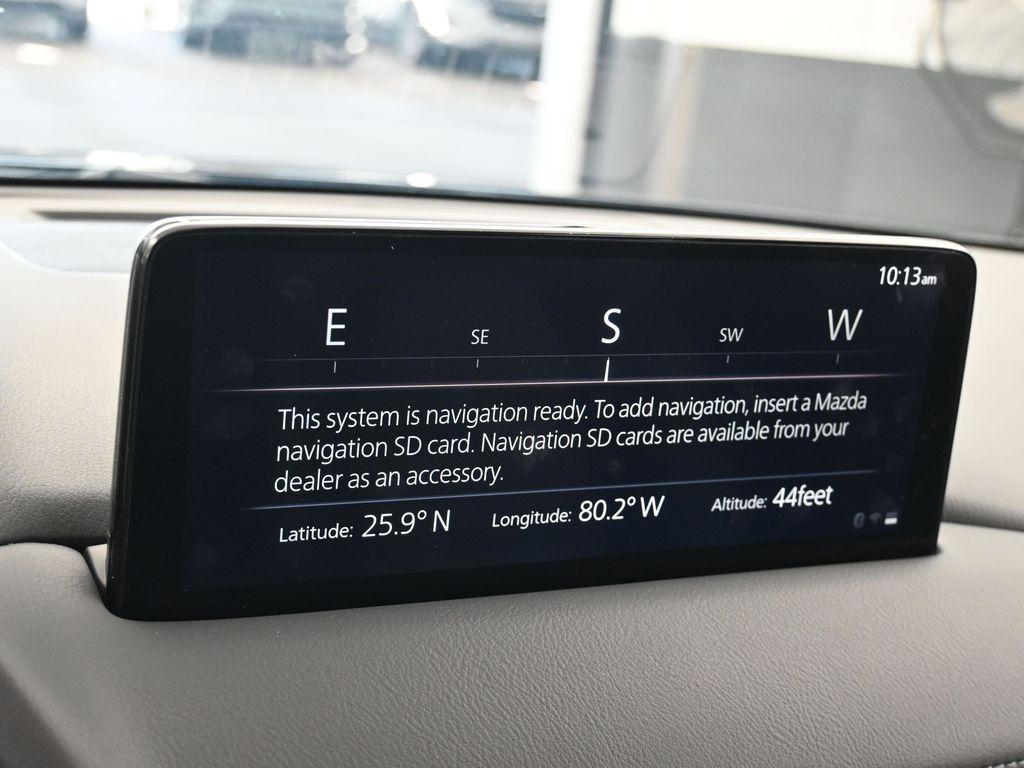 10:13am
E SE S SW W
This system is navigation ready. To add navigation, insert a Mazda
navigation SD card. Navigation SD cards are available from your
dealer as an accessory.
Latitude: 25.9° N Longitude: 80.2° W Altitude: 44feet